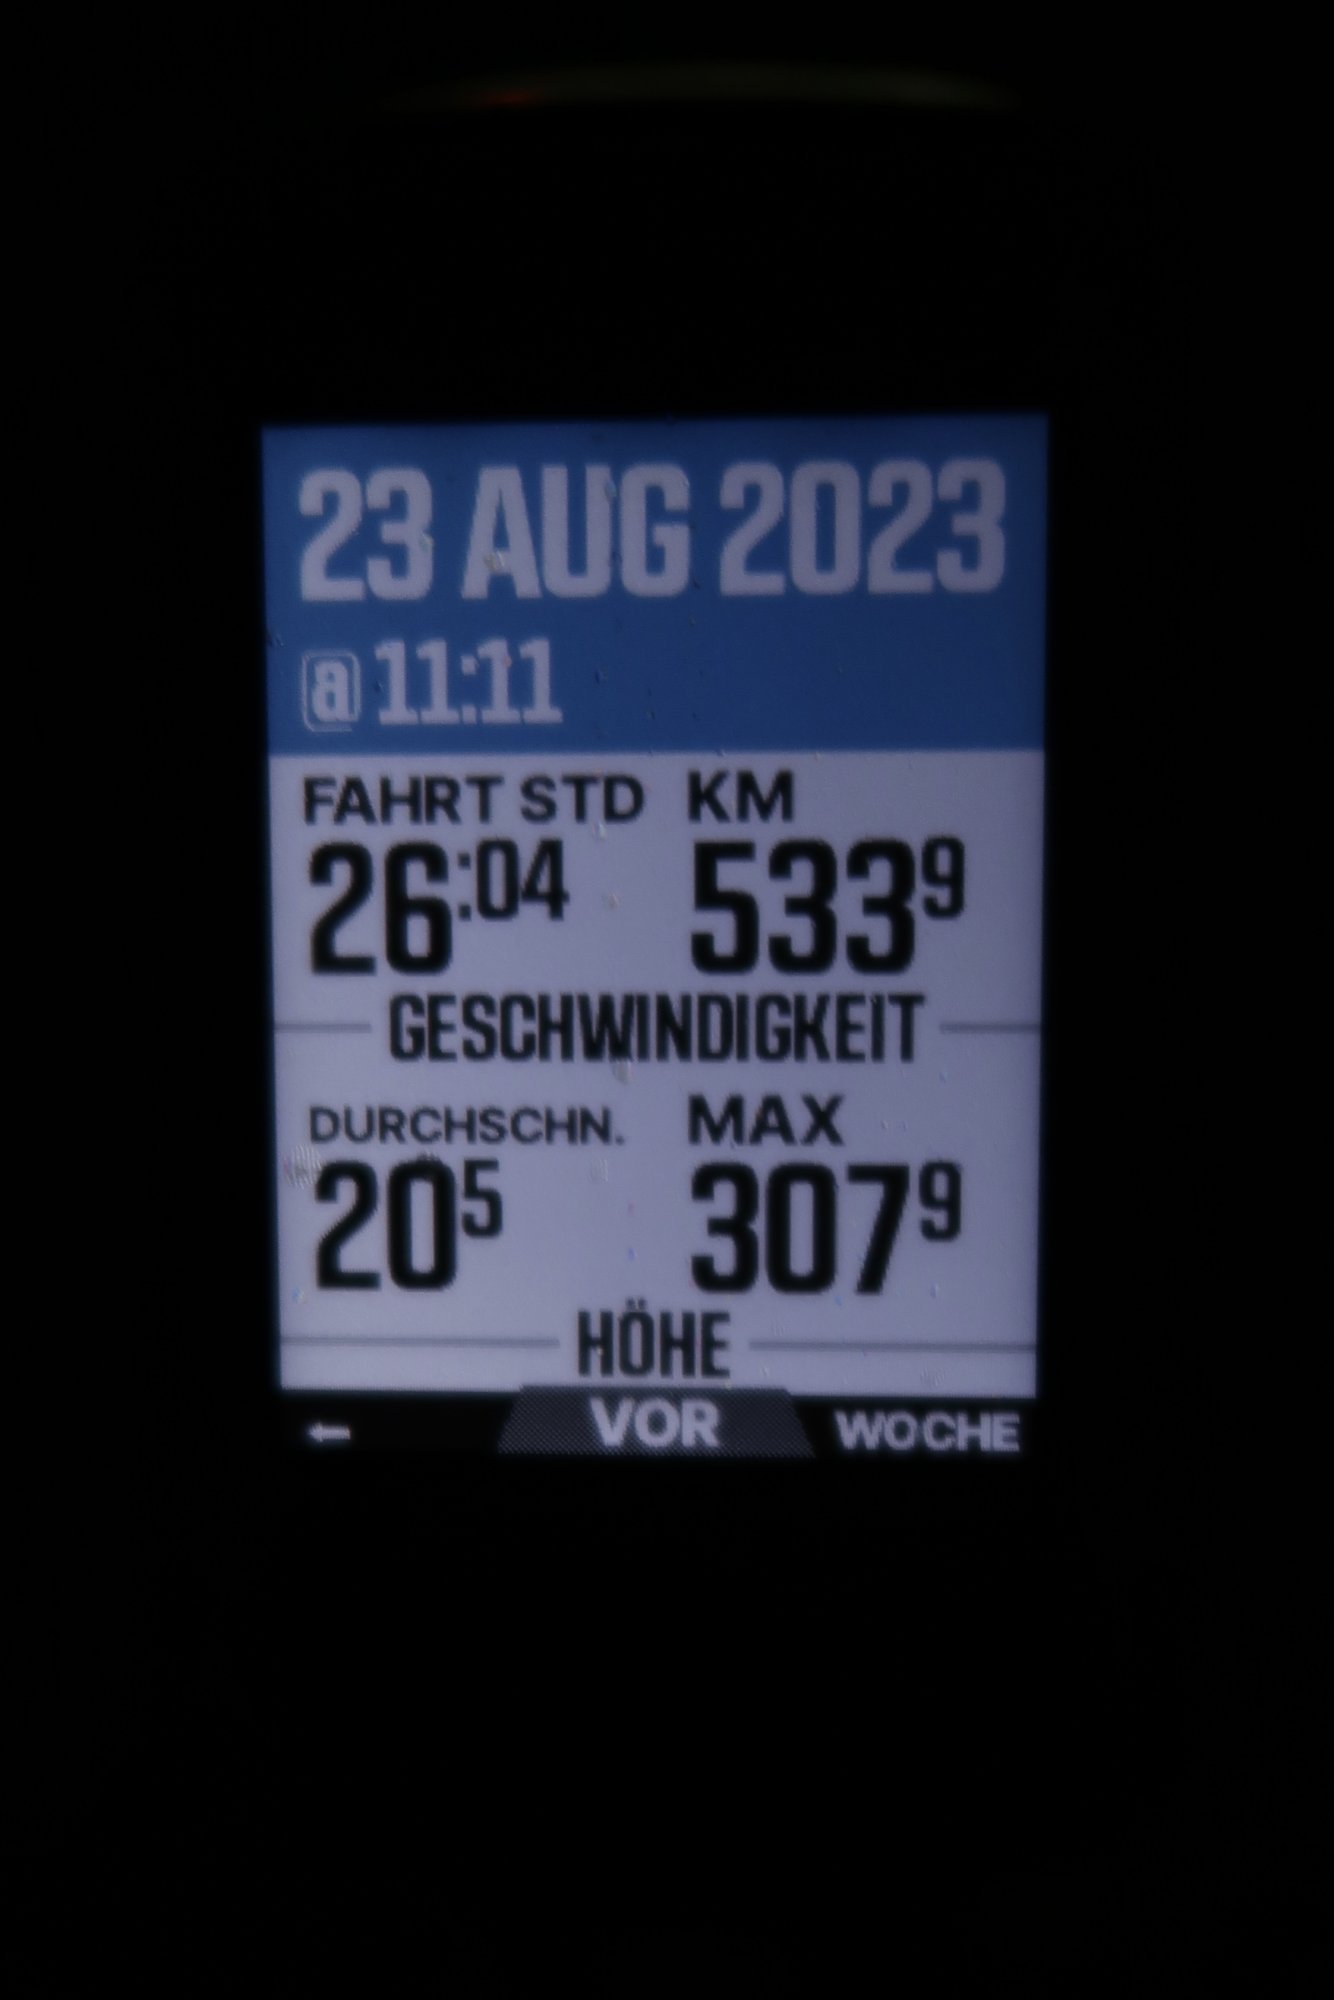 23 AUG 2023
@ 11:11
FAHRT STD KM
26:04 5339
GESCHWINDIGKEIT
DURCHSCHN. MAX
205 3079
HÖHE
← VOR WOCHE